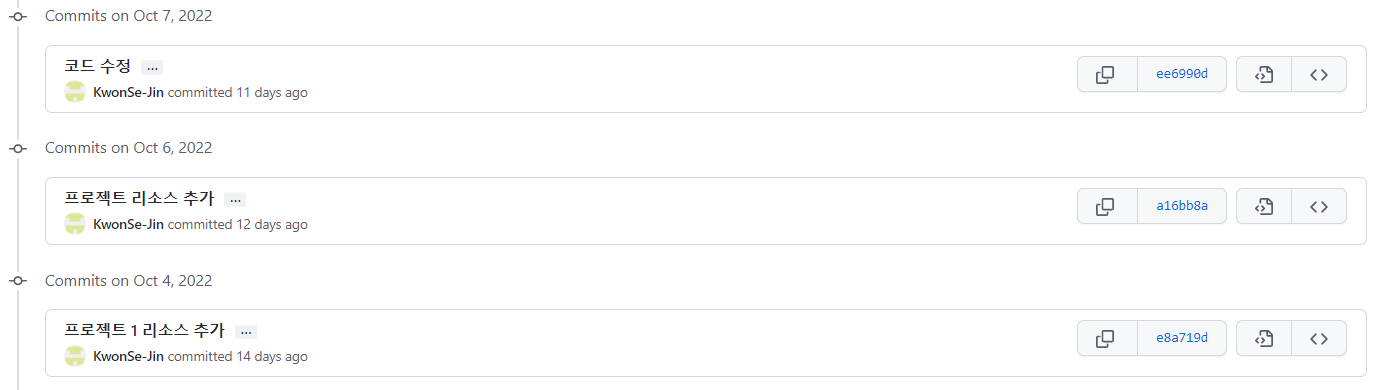 Commits on Oct 7, 2022
코드 수정 ...
KwonSe-Jin committed 11 days ago
ee6990d
Commits on Oct 6, 2022
프로젝트 리소스 추가 ...
KwonSe-Jin committed 12 days ago
a16bb8a
Commits on Oct 4, 2022
프로젝트 1 리소스 추가 ...
KwonSe-Jin committed 14 days ago
e8a719d